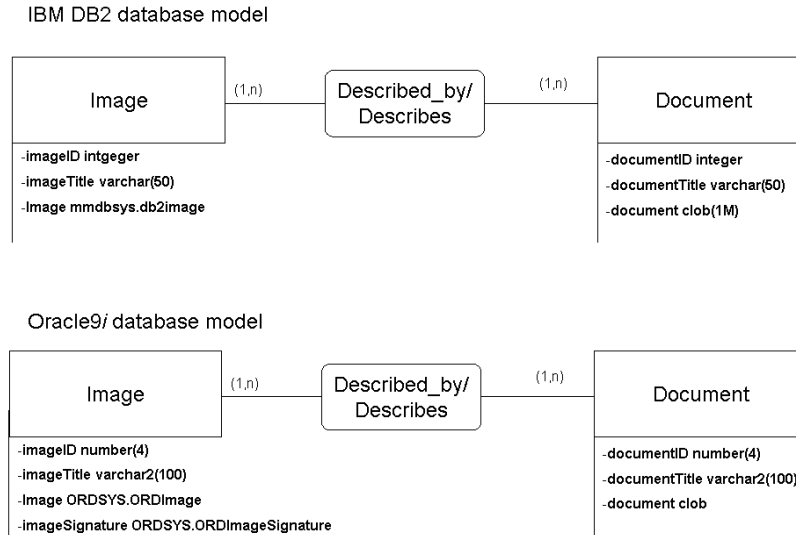 IBM DB2 database model
Image
(1,n)
Described_by/
Describes
(1,n)
Document
-imageID intgeger
-imageTitle varchar(50)
-Image mmdbsys.db2image
-documentID integer
-documentTitle varchar(50)
-document clob(1M)
Oracle9i database model
Image
(1,n)
Described_by/
Describes
(1,n)
Document
-imageID number(4)
-imageTitle varchar2(100)
-Image ORDSYS.ORDImage
-imageSignature ORDSYS.ORDImageSignature
-documentID number(4)
-documentTitle varchar2(100)
-document clob